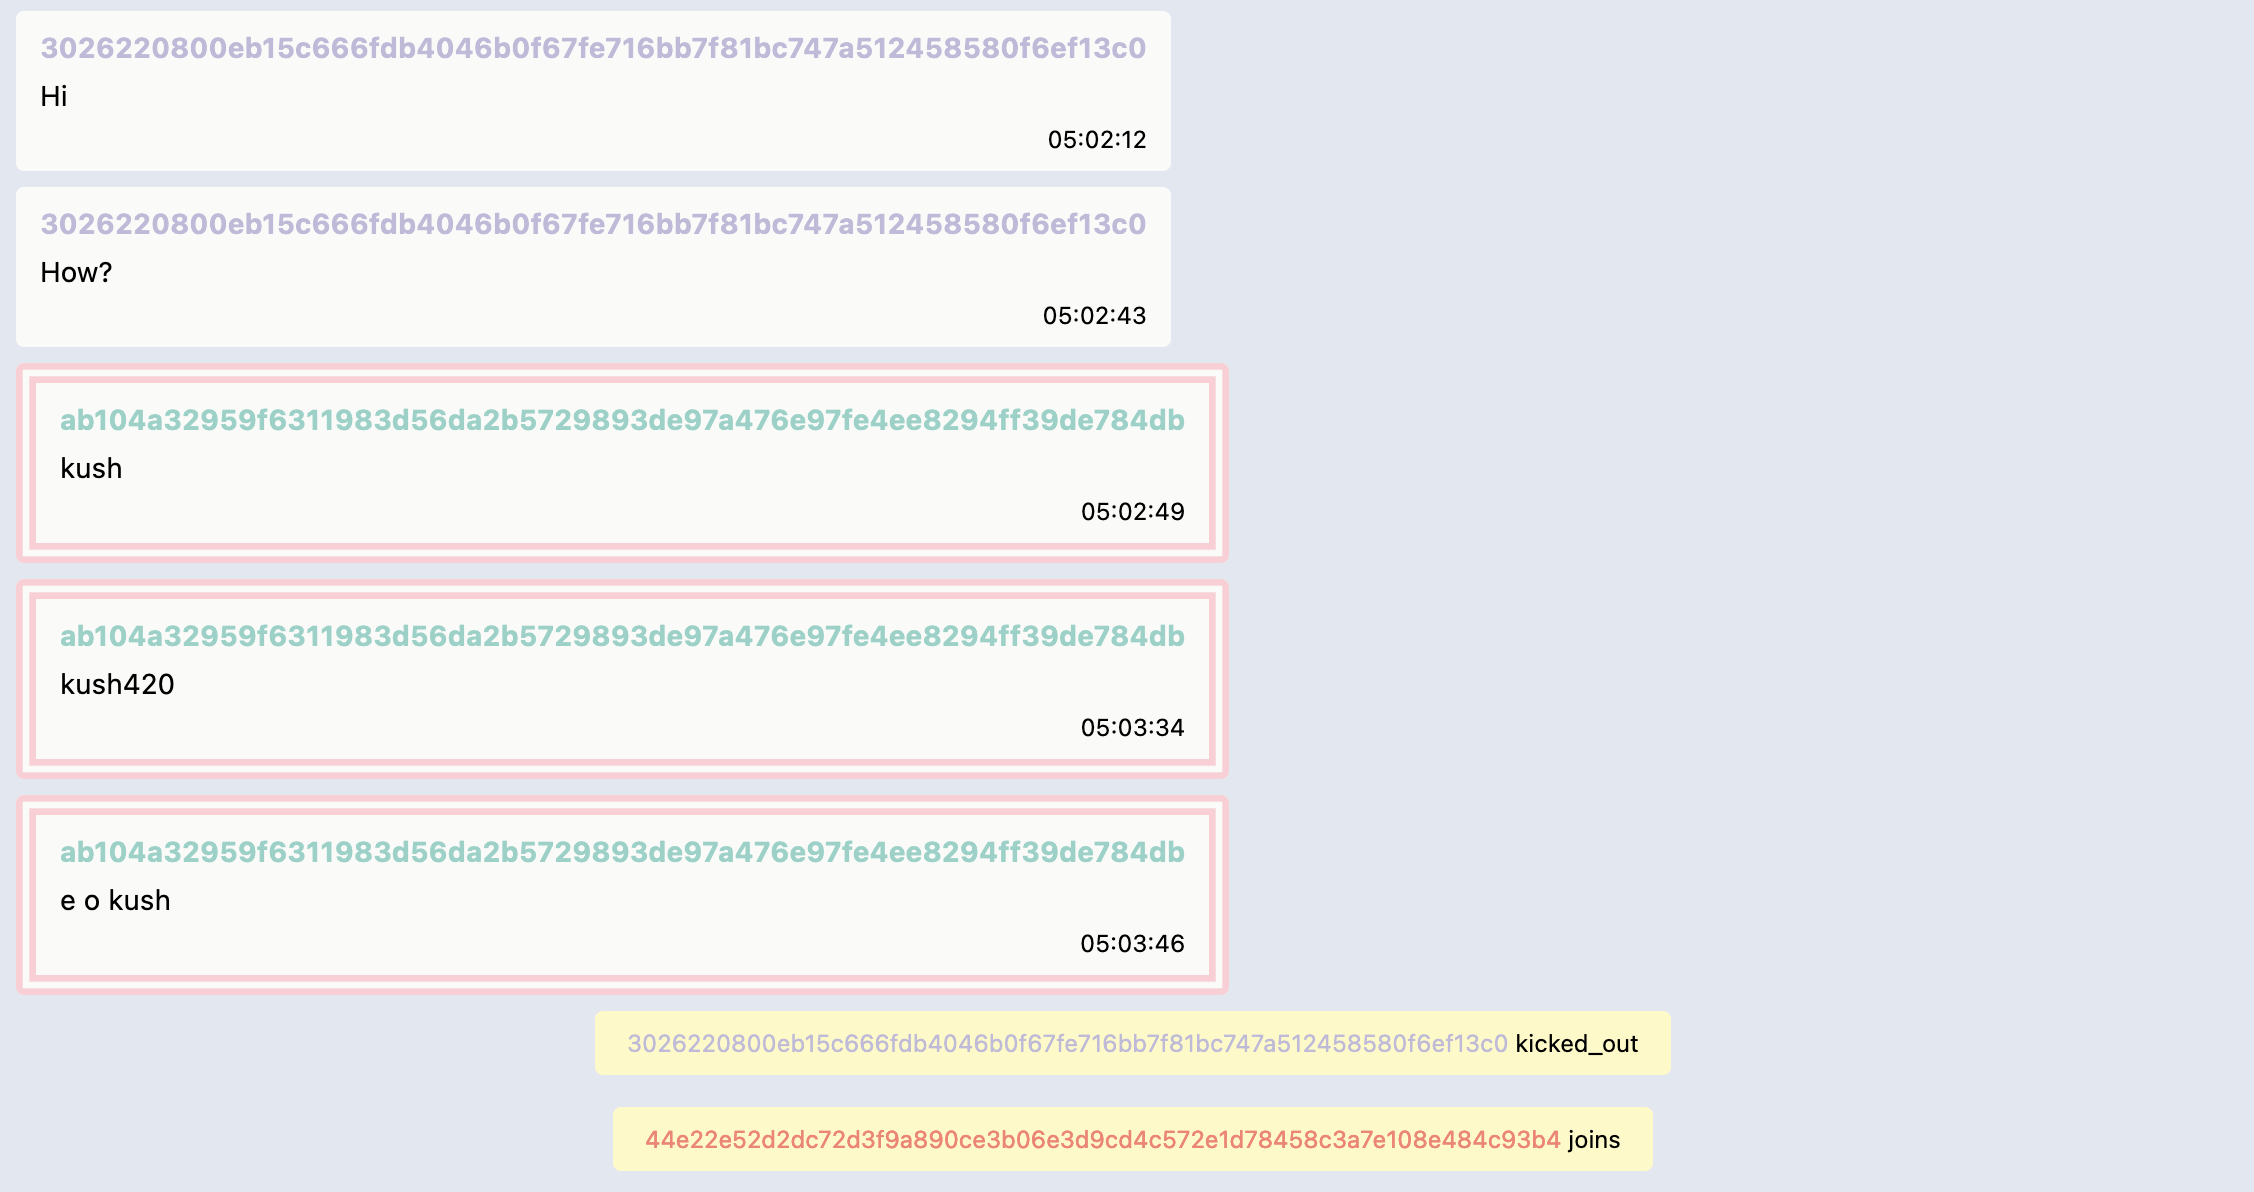 3026220800eb15c666fdb4046b0f67fe716bb7f81bc747a512458580f6ef13c0
Hi
05:02:12
3026220800eb15c666fdb4046b0f67fe716bb7f81bc747a512458580f6ef13c0
How?
05:02:43
ab104a32959f6311983d56da2b5729893de97a476e97fe4ee8294ff39de784db
kush
05:02:49
ab104a32959f6311983d56da2b5729893de97a476e97fe4ee8294ff39de784db
kush420
05:03:34
ab104a32959f6311983d56da2b5729893de97a476e97fe4ee8294ff39de784db
e o kush
05:03:46
3026220800eb15c666fdb4046b0f67fe716bb7f81bc747a512458580f6ef13c0 kicked_out
44e22e52d2dc72d3f9a890ce3b06e3d9cd4c572e1d78458c3a7e108e484c93b4 joins